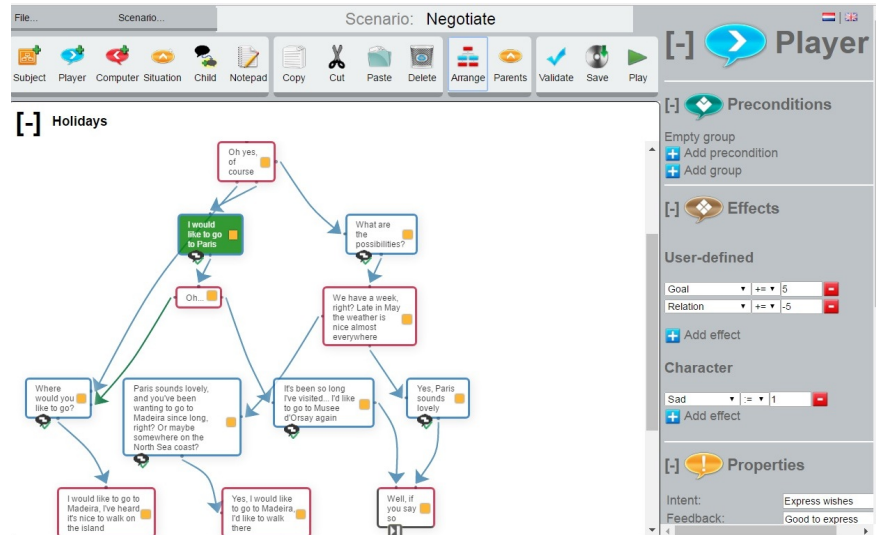 File...
Scenario...
Scenario: Negotiate
Subject
Player
Computer
Situation
Child
Notepad
Copy
Cut
Paste
Delete
Arrange
Parents
Validate
Save
Play
[-] Holidays
Oh yes,
of
course
I would
like to go
to Paris
What are
the
possibilities?
Oh...
We have a week,
right? Late in May
the weather is
nice almost
everywhere
Where
would you
like to go?
Paris sounds lovely,
and you've been
wanting to go to
Madeira since long,
right? Or maybe
somewhere on the
North Sea coast?
It's been so long
I've visited... I'd like
to go to Musee
d'Orsay again
Yes, Paris
sounds
lovely
I would like to go to
Madeira, I've heard
it's nice to walk on
the island
Yes, I would like
to go to Madeira,
I'd like to walk
there
Well, if
you say
so
[-] Player
[-] Preconditions
Empty group
Add precondition
Add group
[-] Effects
User-defined
Goal += 5
Relation += -5
Add effect
Character
Sad := 1
Add effect
[-] Properties
Intent: Express wishes
Feedback: Good to express